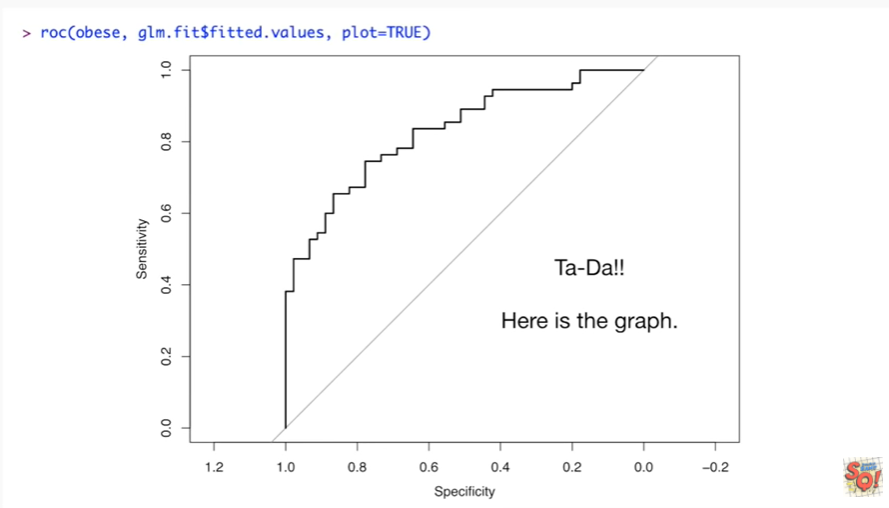 > roc(obese, glm.fit$fitted.values, plot=TRUE)
1.0
0.8
0.6
0.4
0.2
0.0
Sensitivity
Ta-Da!!
Here is the graph.
1.2 1.0 0.8 0.6 0.4 0.2 0.0 −0.2
Specificity
SQ!